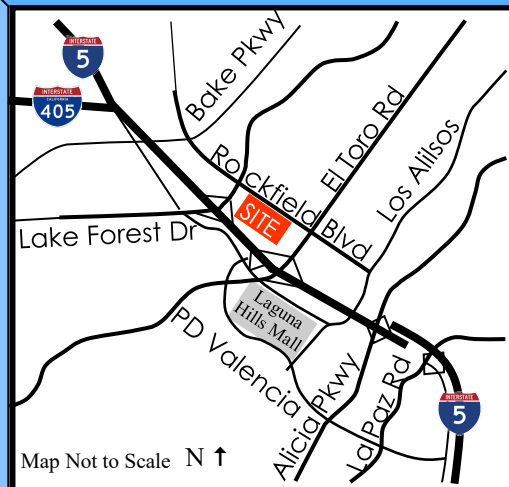 INTERSTATE
5
Bake Pkwy
INTERSTATE
CALIFORNIA
405
El Toro Rd
Rockfield Blvd
Los Alilsos
SITE
Lake Forest Dr
Laguna
Hills Mall
PD Valencia
Alicia Pkwy
La Paz Rd
INTERSTATE
5
Map Not to Scale N ↑